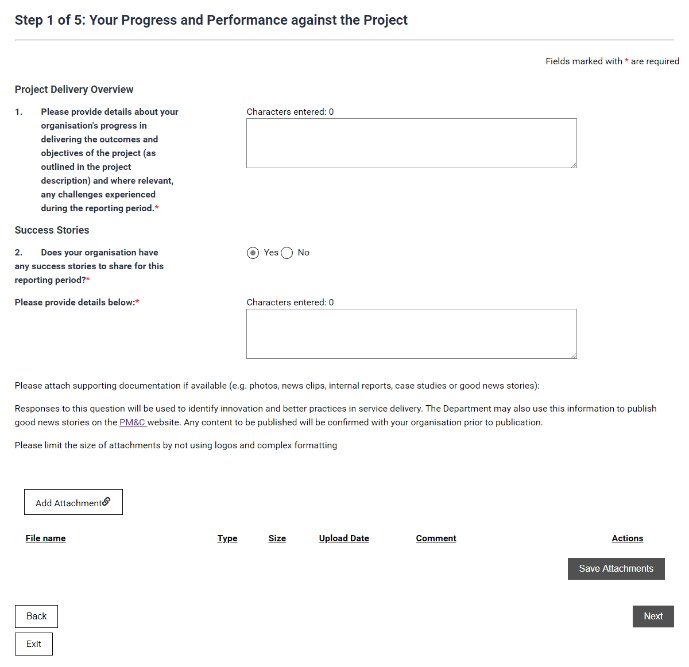 Step 1 of 5: Your Progress and Performance against the Project
Fields marked with * are required
Project Delivery Overview
1. Please provide details about your
organisation's progress in
delivering the outcomes and
objectives of the project (as
outlined in the project
description) and where relevant,
any challenges experienced
during the reporting period.*
Characters entered: 0
Success Stories
2. Does your organisation have
any success stories to share for this
reporting period?*
Yes No
Please provide details below:*
Characters entered: 0
Please attach supporting documentation if available (e.g. photos, news clips, internal reports, case studies or good news stories):
Responses to this question will be used to identify innovation and better practices in service delivery. The Department may also use this information to publish
good news stories on the PM&C website. Any content to be published will be confirmed with your organisation prior to publication.
Please limit the size of attachments by not using logos and complex formatting
Add Attachment
File name Type Size Upload Date Comment Actions
Save Attachments
Back Next
Exit